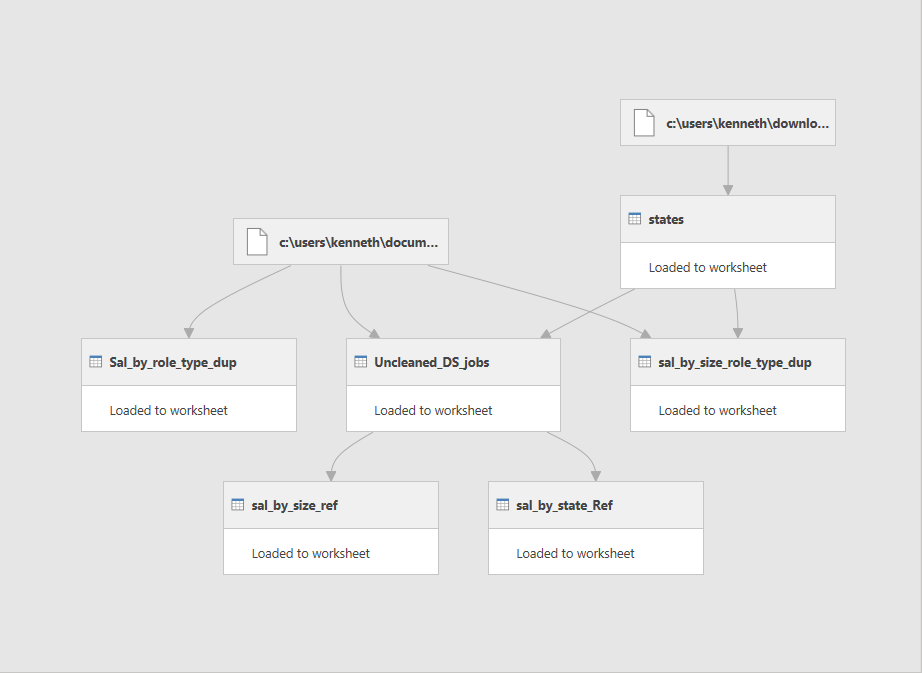 c:\users\kenneth\downlo...
states
Loaded to worksheet
c:\users\kenneth\docum...
Sal_by_role_type_dup
Loaded to worksheet
Uncleaned_DS_jobs
Loaded to worksheet
sal_by_size_role_type_dup
Loaded to worksheet
sal_by_size_ref
Loaded to worksheet
sal_by_state_Ref
Loaded to worksheet